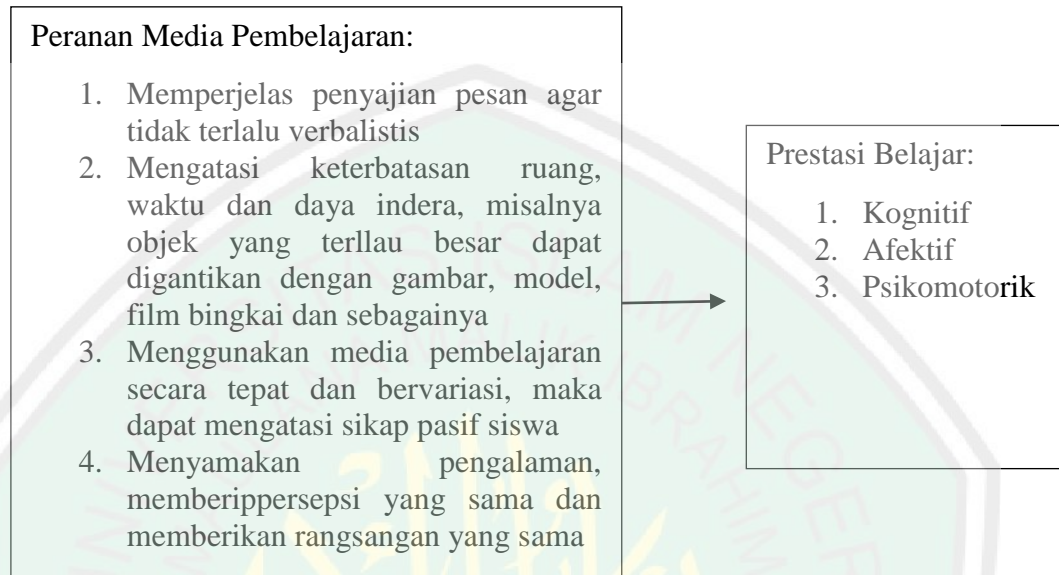 Peranan Media Pembelajaran:
1. Memperjelas penyajian pesan agar
tidak terlalu verbalistis
2. Mengatasi keterbatasan ruang,
waktu dan daya indera, misalnya
objek yang terllau besar dapat
digantikan dengan gambar, model,
film bingkai dan sebagainya
3. Menggunakan media pembelajaran
secara tepat dan bervariasi, maka
dapat mengatasi sikap pasif siswa
4. Menyamakan pengalaman,
memberippersepsi yang sama dan
memberikan rangsangan yang sama
Prestasi Belajar:
1. Kognitif
2. Afektif
3. Psikomotorik